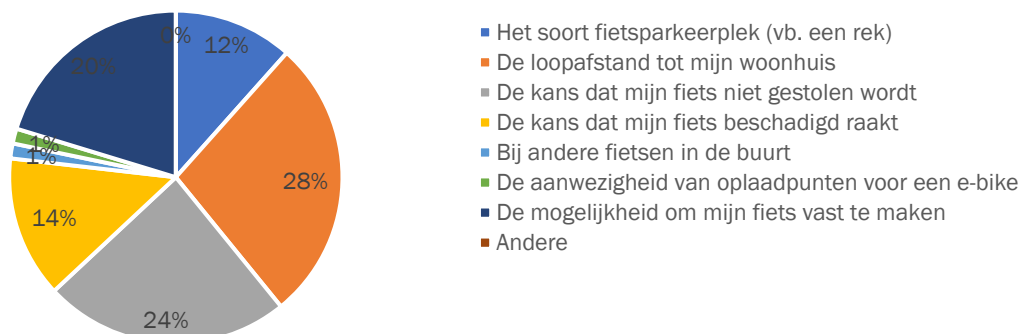 0%
12%
20%
1%
1%
28%
14%
24%
Het soort fietsparkeerplek (vb. een rek)
De loopafstand tot mijn woonhuis
De kans dat mijn fiets niet gestolen wordt
De kans dat mijn fiets beschadigd raakt
Bij andere fietsen in de buurt
De aanwezigheid van oplaadpunten voor een e-bike
De mogelijkheid om mijn fiets vast te maken
Andere